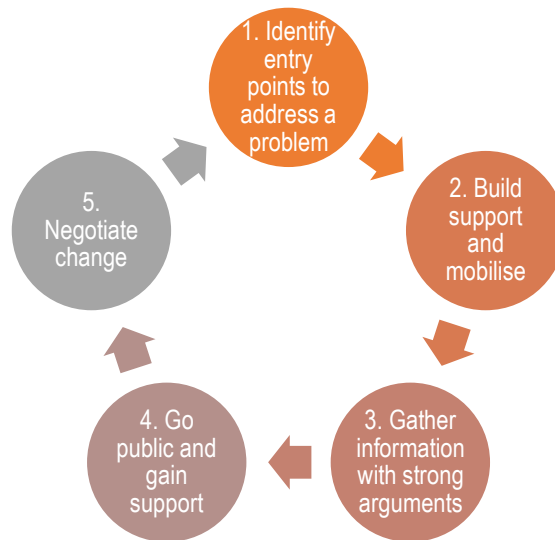 1. Identify
entry
points to
address a
problem
2. Build
support
and
mobilise
3. Gather
information
with strong
arguments
4. Go
public and
gain
support
5.
Negotiate
change